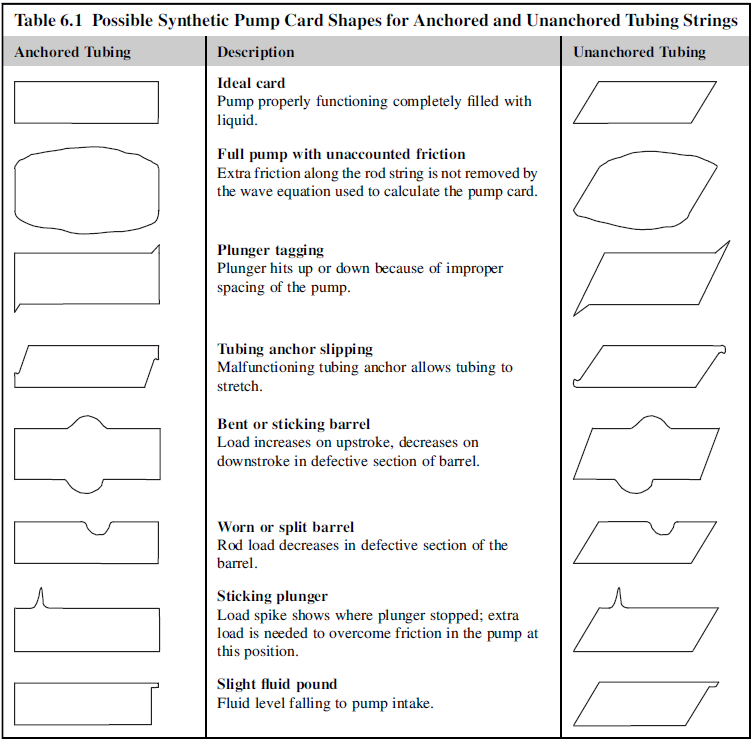 Table 6.1 Possible Synthetic Pump Card Shapes for Anchored and Unanchored Tubing Strings
Anchored Tubing
Description
Unanchored Tubing
Ideal card
Pump properly functioning completely filled with
liquid.
Full pump with unaccounted friction
Extra friction along the rod string is not removed by
the wave equation used to calculate the pump card.
Plunger tagging
Plunger hits up or down because of improper
spacing of the pump.
Tubing anchor slipping
Malfunctioning tubing anchor allows tubing to
stretch.
Bent or sticking barrel
Load increases on upstroke, decreases on
downstroke in defective section of barrel.
Worn or split barrel
Rod load decreases in defective section of the
barrel.
Sticking plunger
Load spike shows where plunger stopped; extra
load is needed to overcome friction in the pump at
this position.
Slight fluid pound
Fluid level falling to pump intake.